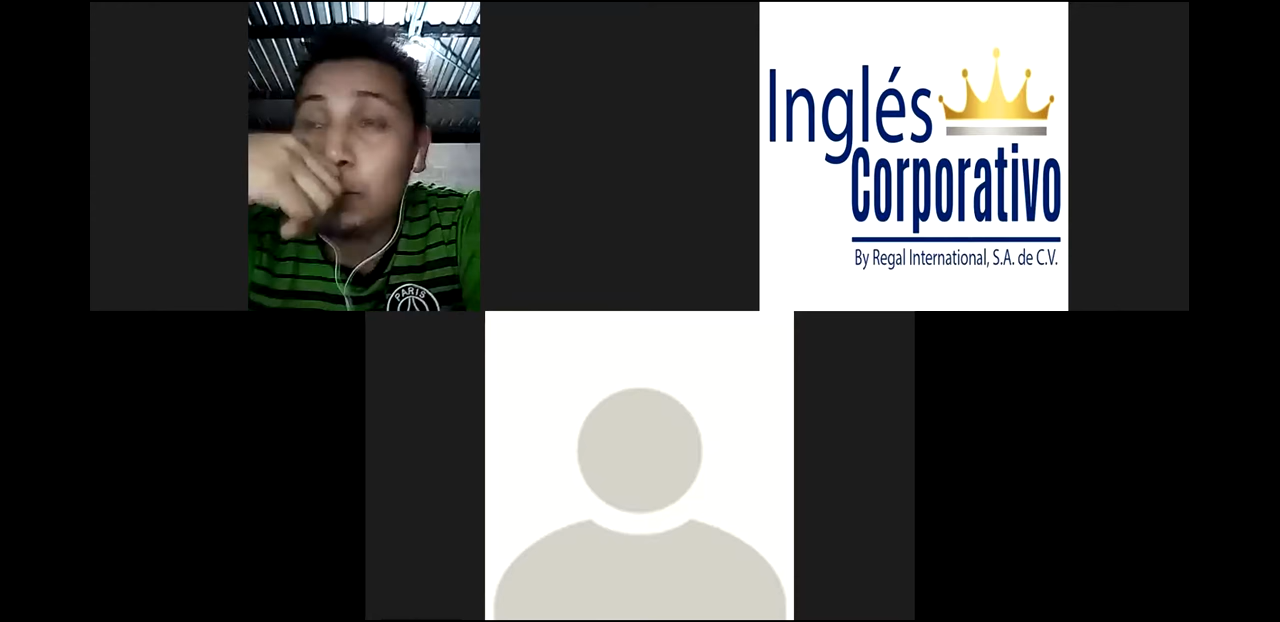 PARIS
Inglés
Corporativo
By Regal International, S.A. de C.V.